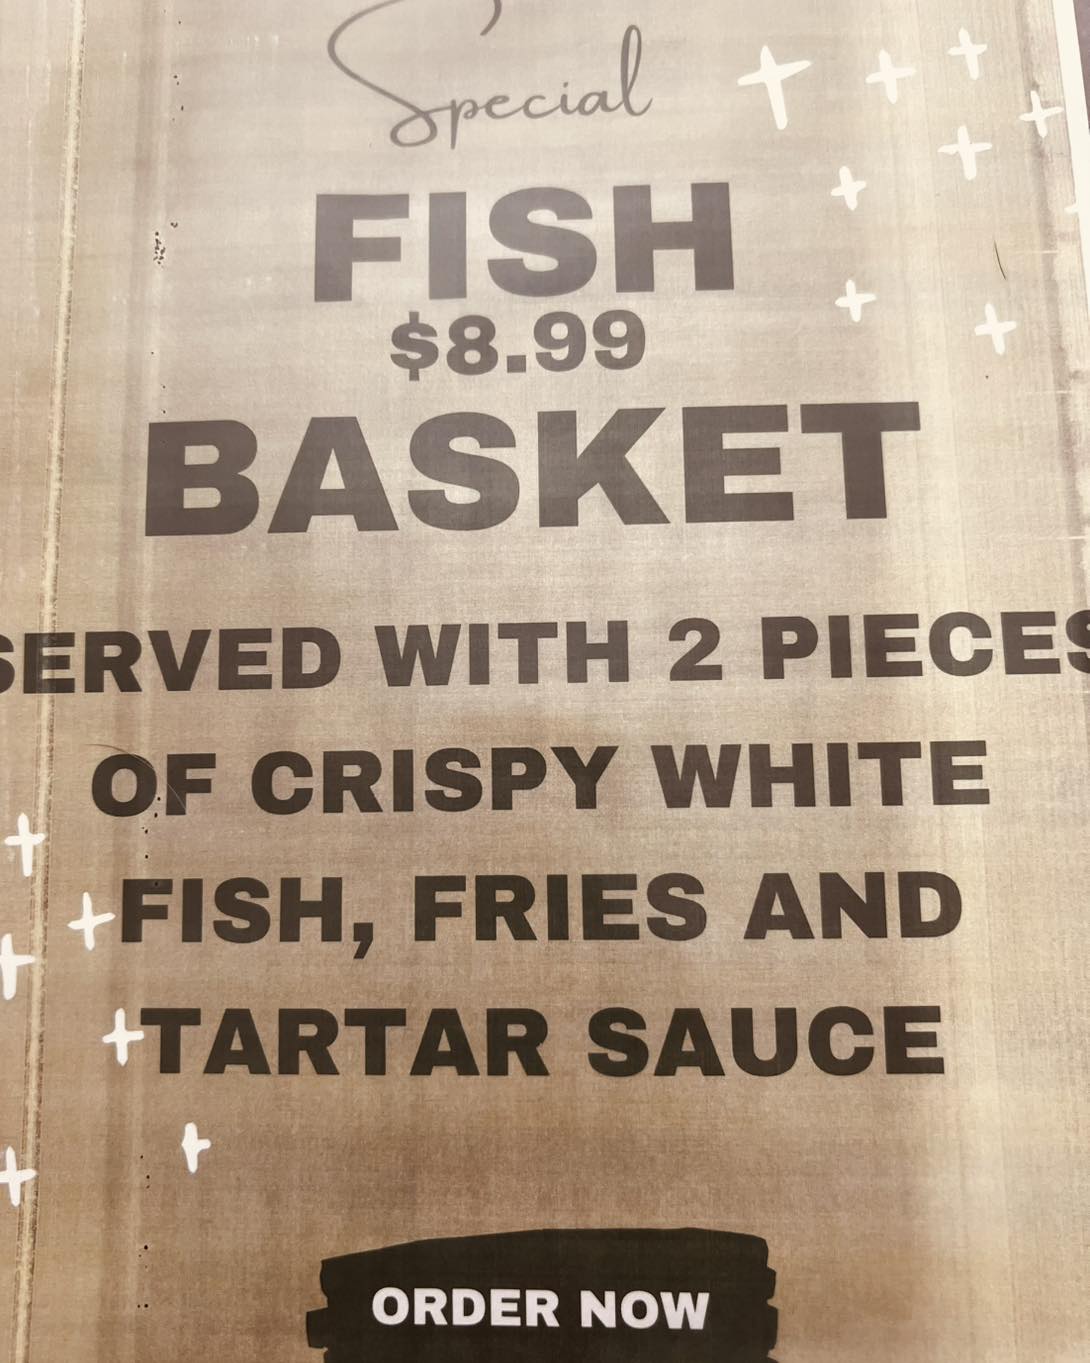 Special
FISH
$8.99
BASKET
SERVED WITH 2 PIECES
OF CRISPY WHITE
FISH, FRIES AND
TARTAR SAUCE
ORDER NOW